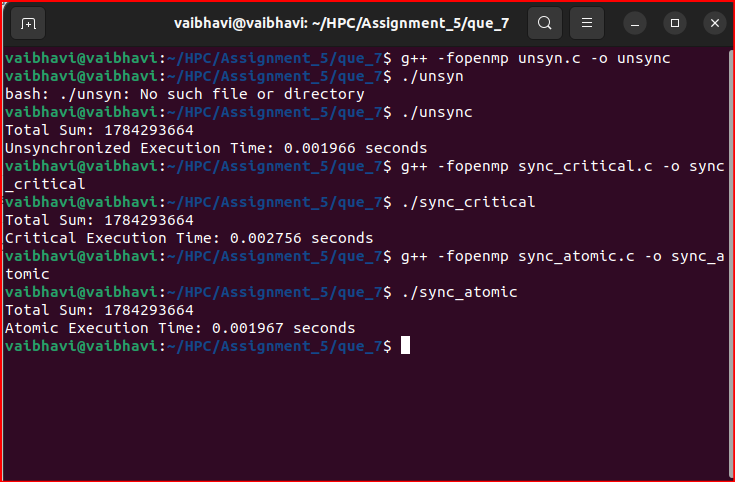 vaibhavi@vaibhavi: ~/HPC/Assignment_5/que_7
vaibhavi@vaibhavi:~/HPC/Assignment_5/que_7$ g++ -fopenmp unsyn.c -o unsync
vaibhavi@vaibhavi:~/HPC/Assignment_5/que_7$ ./unsyn
bash: ./unsyn: No such file or directory
vaibhavi@vaibhavi:~/HPC/Assignment_5/que_7$ ./unsync
Total Sum: 1784293664
Unsynchronized Execution Time: 0.001966 seconds
vaibhavi@vaibhavi:~/HPC/Assignment_5/que_7$ g++ -fopenmp sync_critical.c -o sync
_critical
vaibhavi@vaibhavi:~/HPC/Assignment_5/que_7$ ./sync_critical
Total Sum: 1784293664
Critical Execution Time: 0.002756 seconds
vaibhavi@vaibhavi:~/HPC/Assignment_5/que_7$ g++ -fopenmp sync_atomic.c -o sync_a
tomic
vaibhavi@vaibhavi:~/HPC/Assignment_5/que_7$ ./sync_atomic
Total Sum: 1784293664
Atomic Execution Time: 0.001967 seconds
vaibhavi@vaibhavi:~/HPC/Assignment_5/que_7$